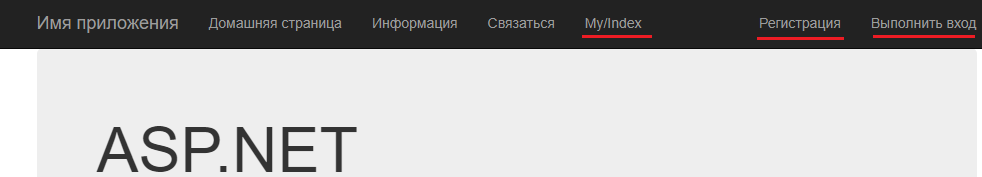 Имя приложения Домашняя страница Информация Связаться My/Index Регистрация Выполнить вход
ASP.NET